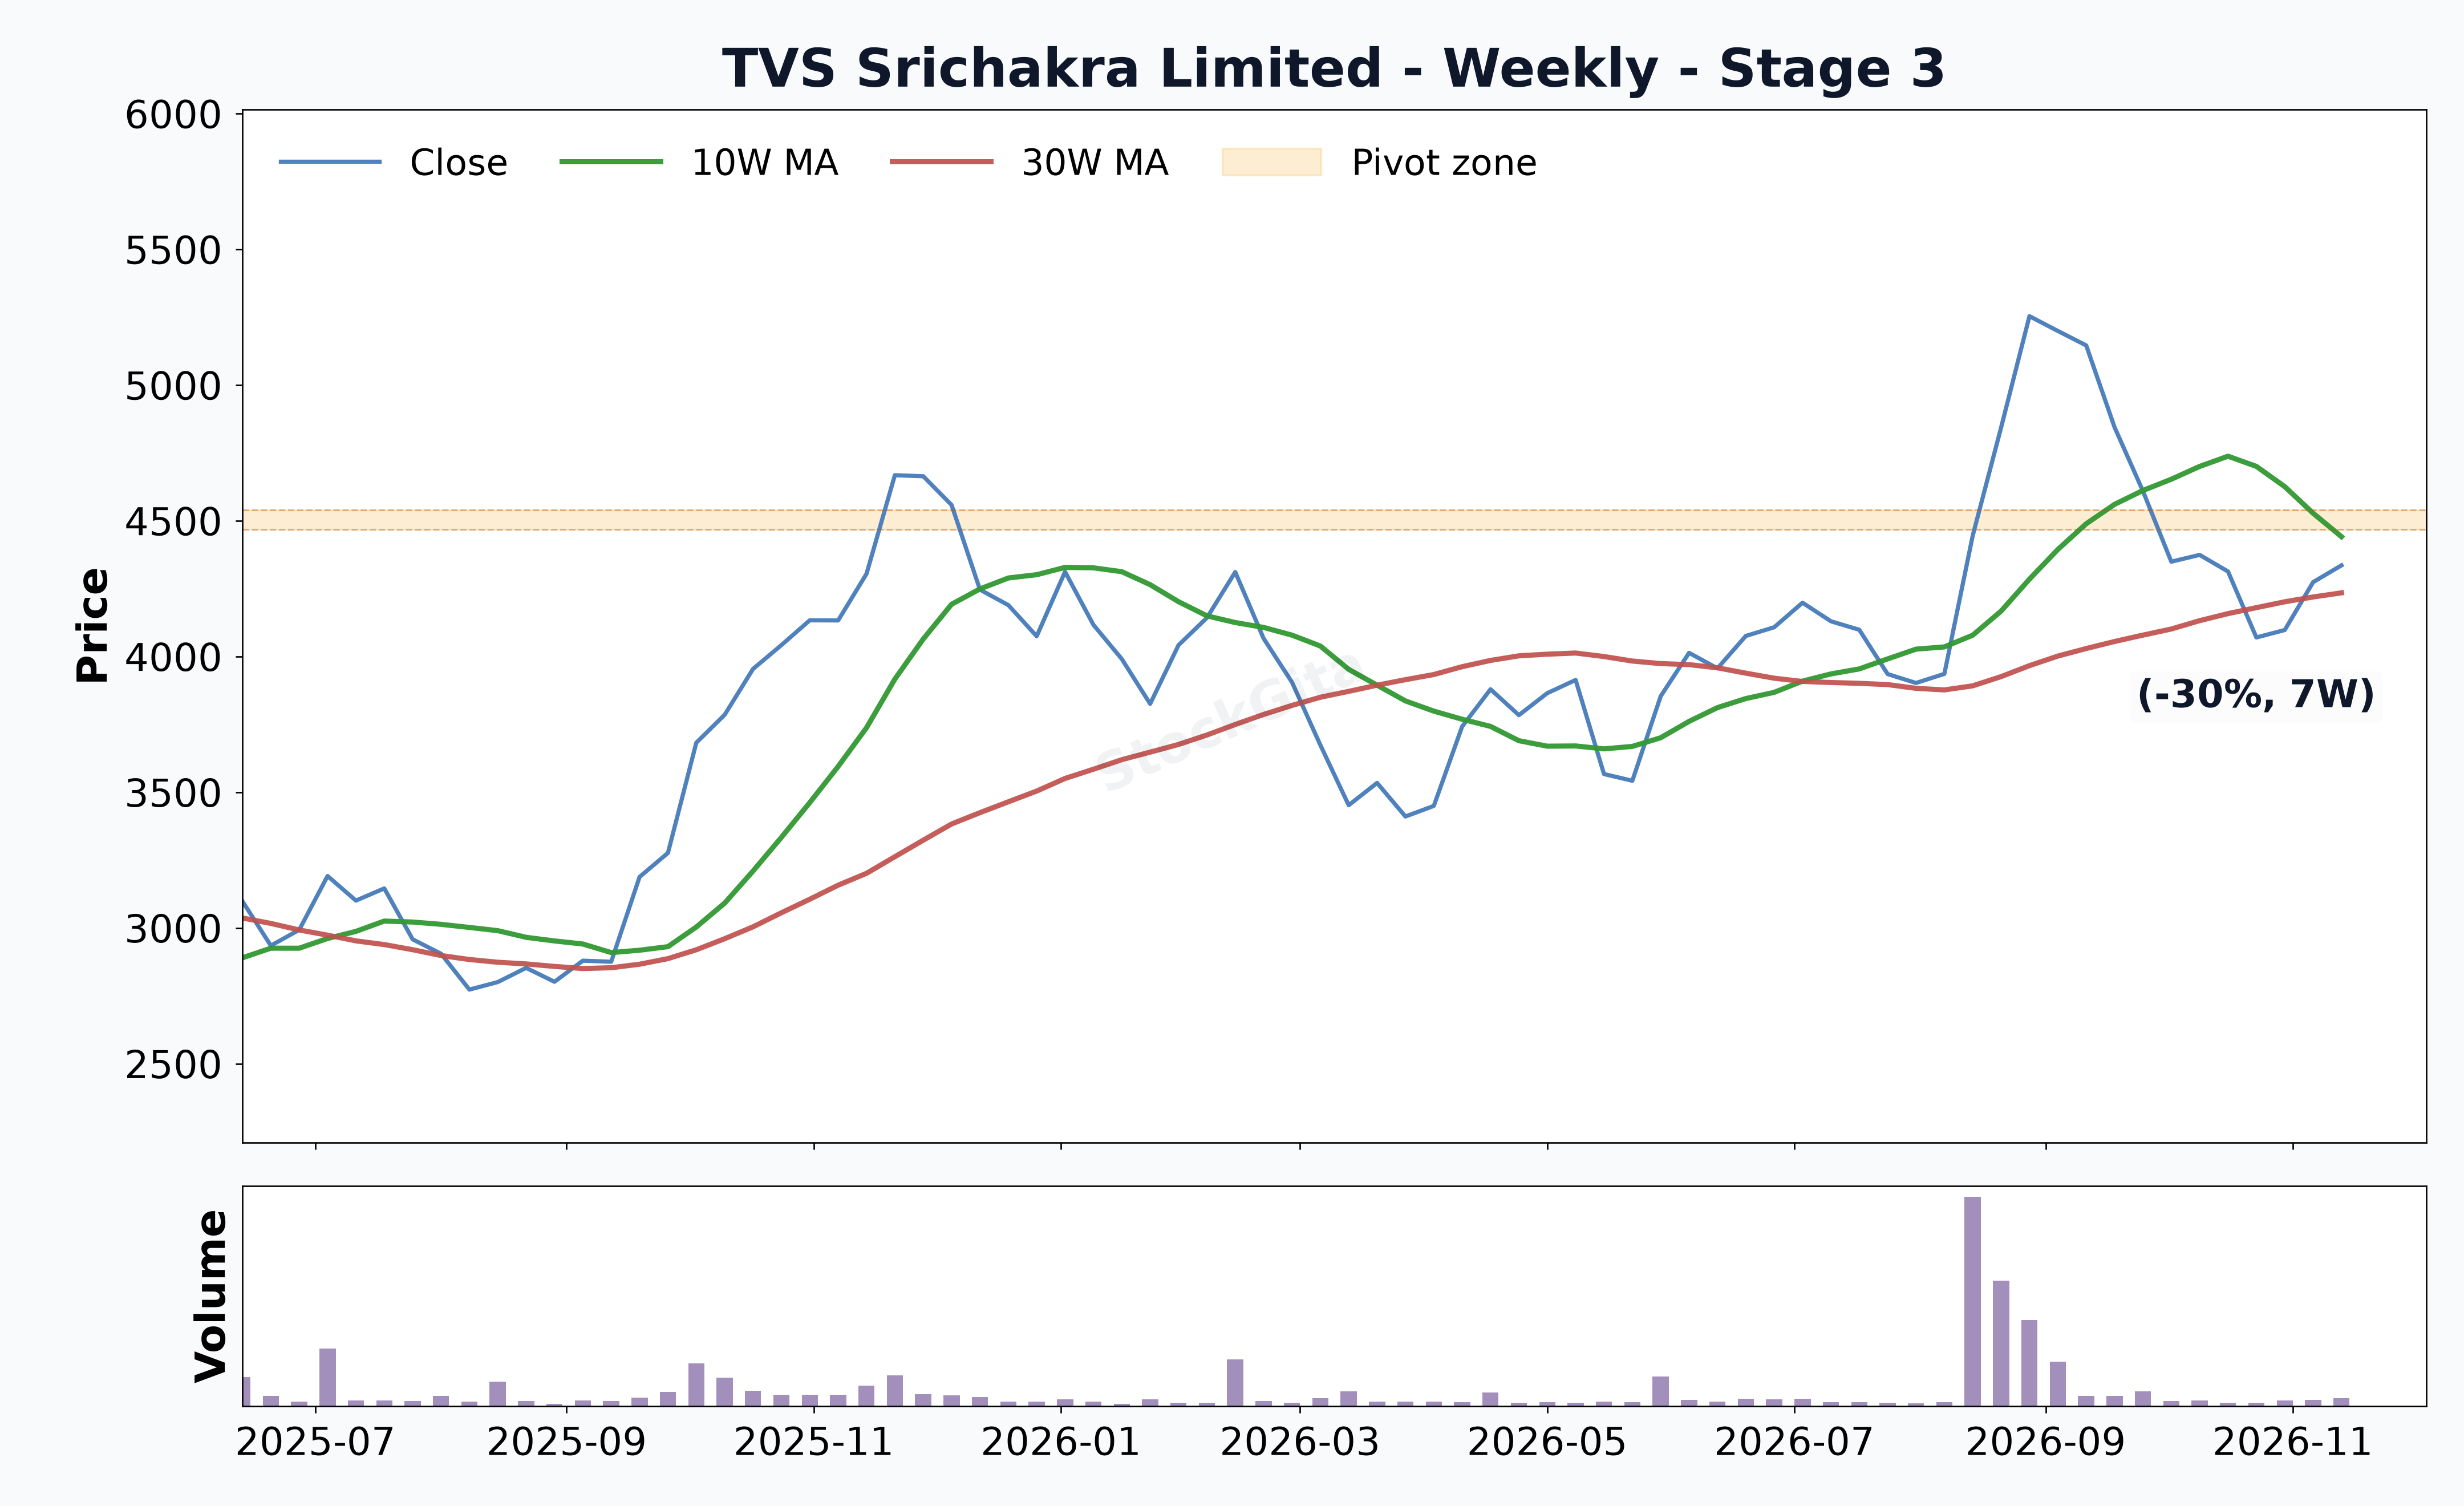 TVS Srichakra Limited - Weekly - Stage 3
6000
Close 10W MA 30W MA Pivot zone
5500
5000
4500
4000
3500
3000
2500
Price
StockGita
(-30%, 7W)
Volume
2025-07 2025-09 2025-11 2026-01 2026-03 2026-05 2026-07 2026-09 2026-11